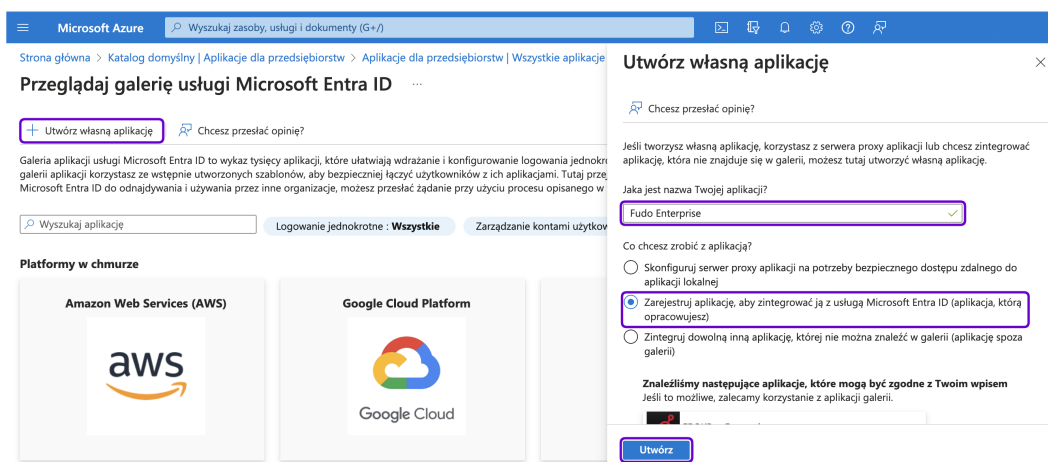 Microsoft Azure
Wyszukaj zasoby, usługi i dokumenty (G+/)
Strona główna > Katalog domyślny | Aplikacje dla przedsiębiorstw > Aplikacje dla przedsiębiorstw | Wszystkie aplikacje
Przeglądaj galerię usługi Microsoft Entra ID ...
+ Utwórz własną aplikację
Chcesz przesłać opinię?
Galeria aplikacji usługi Microsoft Entra ID to wykaz tysięcy aplikacji, które ułatwiają wdrażanie i konfigurowanie logowania jednokro
galerii aplikacji korzystasz ze wstępnie utworzonych szablonów, aby bezpieczniej łączyć użytkowników z ich aplikacjami. Tutaj prze
Microsoft Entra ID do odnajdywania i używania przez inne organizacje, możesz przesłać żądanie przy użyciu procesu opisanego w
Wyszukaj aplikację
Logowanie jednokrotne : Wszystkie
Zarządzanie kontami użytkow
Platformy w chmurze
Amazon Web Services (AWS)
aws
Google Cloud Platform
Google Cloud
Utwórz własną aplikację
Chcesz przesłać opinię?
Jeśli tworzysz własną aplikację, korzystasz z serwera proxy aplikacji lub chcesz zintegrować
aplikację, która nie znajduje się w galerii, możesz tutaj utworzyć własną aplikację.
Jaka jest nazwa Twojej aplikacji?
Fudo Enterprise
Co chcesz zrobić z aplikacją?
Skonfiguruj serwer proxy aplikacji na potrzeby bezpiecznego dostępu zdalnego do
aplikacji lokalnej
Zarejestruj aplikację, aby zintegrować ją z usługą Microsoft Entra ID (aplikacja, którą
opracowujesz)
Zintegruj dowolną inną aplikację, której nie można znaleźć w galerii (aplikację spoza
galerii)
Znaleźliśmy następujące aplikacje, które mogą być zgodne z Twoim wpisem
Jeśli to możliwe, zalecamy korzystanie z aplikacji galerii.
Utwórz